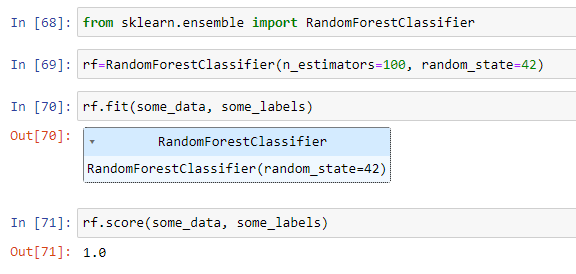 In [68]: from sklearn.ensemble import RandomForestClassifier
In [69]: rf=RandomForestClassifier(n_estimators=100, random_state=42)
In [70]: rf.fit(some_data, some_labels)
Out[70]: ▾ RandomForestClassifier
RandomForestClassifier(random_state=42)
In [71]: rf.score(some_data, some_labels)
Out[71]: 1.0